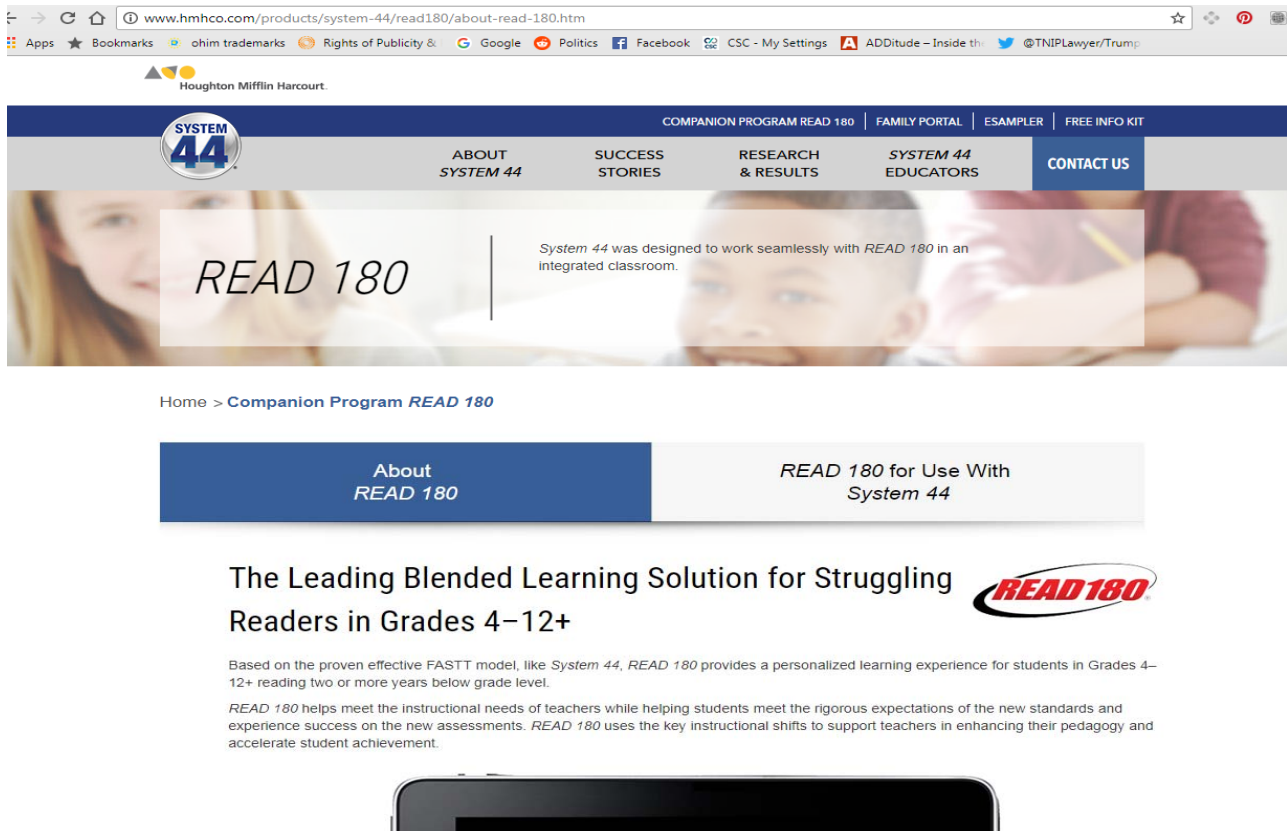 www.hmhco.com/products/system-44/read180/about-read-180.htm
Apps Bookmarks ohim trademarks Rights of Publicity & Google Politics Facebook CSC - My Settings ADDitude – Inside the @TNIPLawyer/Trump
Houghton Mifflin Harcourt.
COMPANION PROGRAM READ 180 | FAMILY PORTAL | ESAMPLER | FREE INFO KIT
SYSTEM
44
ABOUT
SYSTEM 44
SUCCESS
STORIES
RESEARCH
& RESULTS
SYSTEM 44
EDUCATORS
CONTACT US
READ 180
System 44 was designed to work seamlessly with READ 180 in an
integrated classroom.
Home > Companion Program READ 180
About
READ 180
READ 180 for Use With
System 44
The Leading Blended Learning Solution for Struggling
Readers in Grades 4–12+
READ 180
Based on the proven effective FASTT model, like System 44, READ 180 provides a personalized learning experience for students in Grades 4–
12+ reading two or more years below grade level.
READ 180 helps meet the instructional needs of teachers while helping students meet the rigorous expectations of the new standards and
experience success on the new assessments. READ 180 uses the key instructional shifts to support teachers in enhancing their pedagogy and
accelerate student achievement.